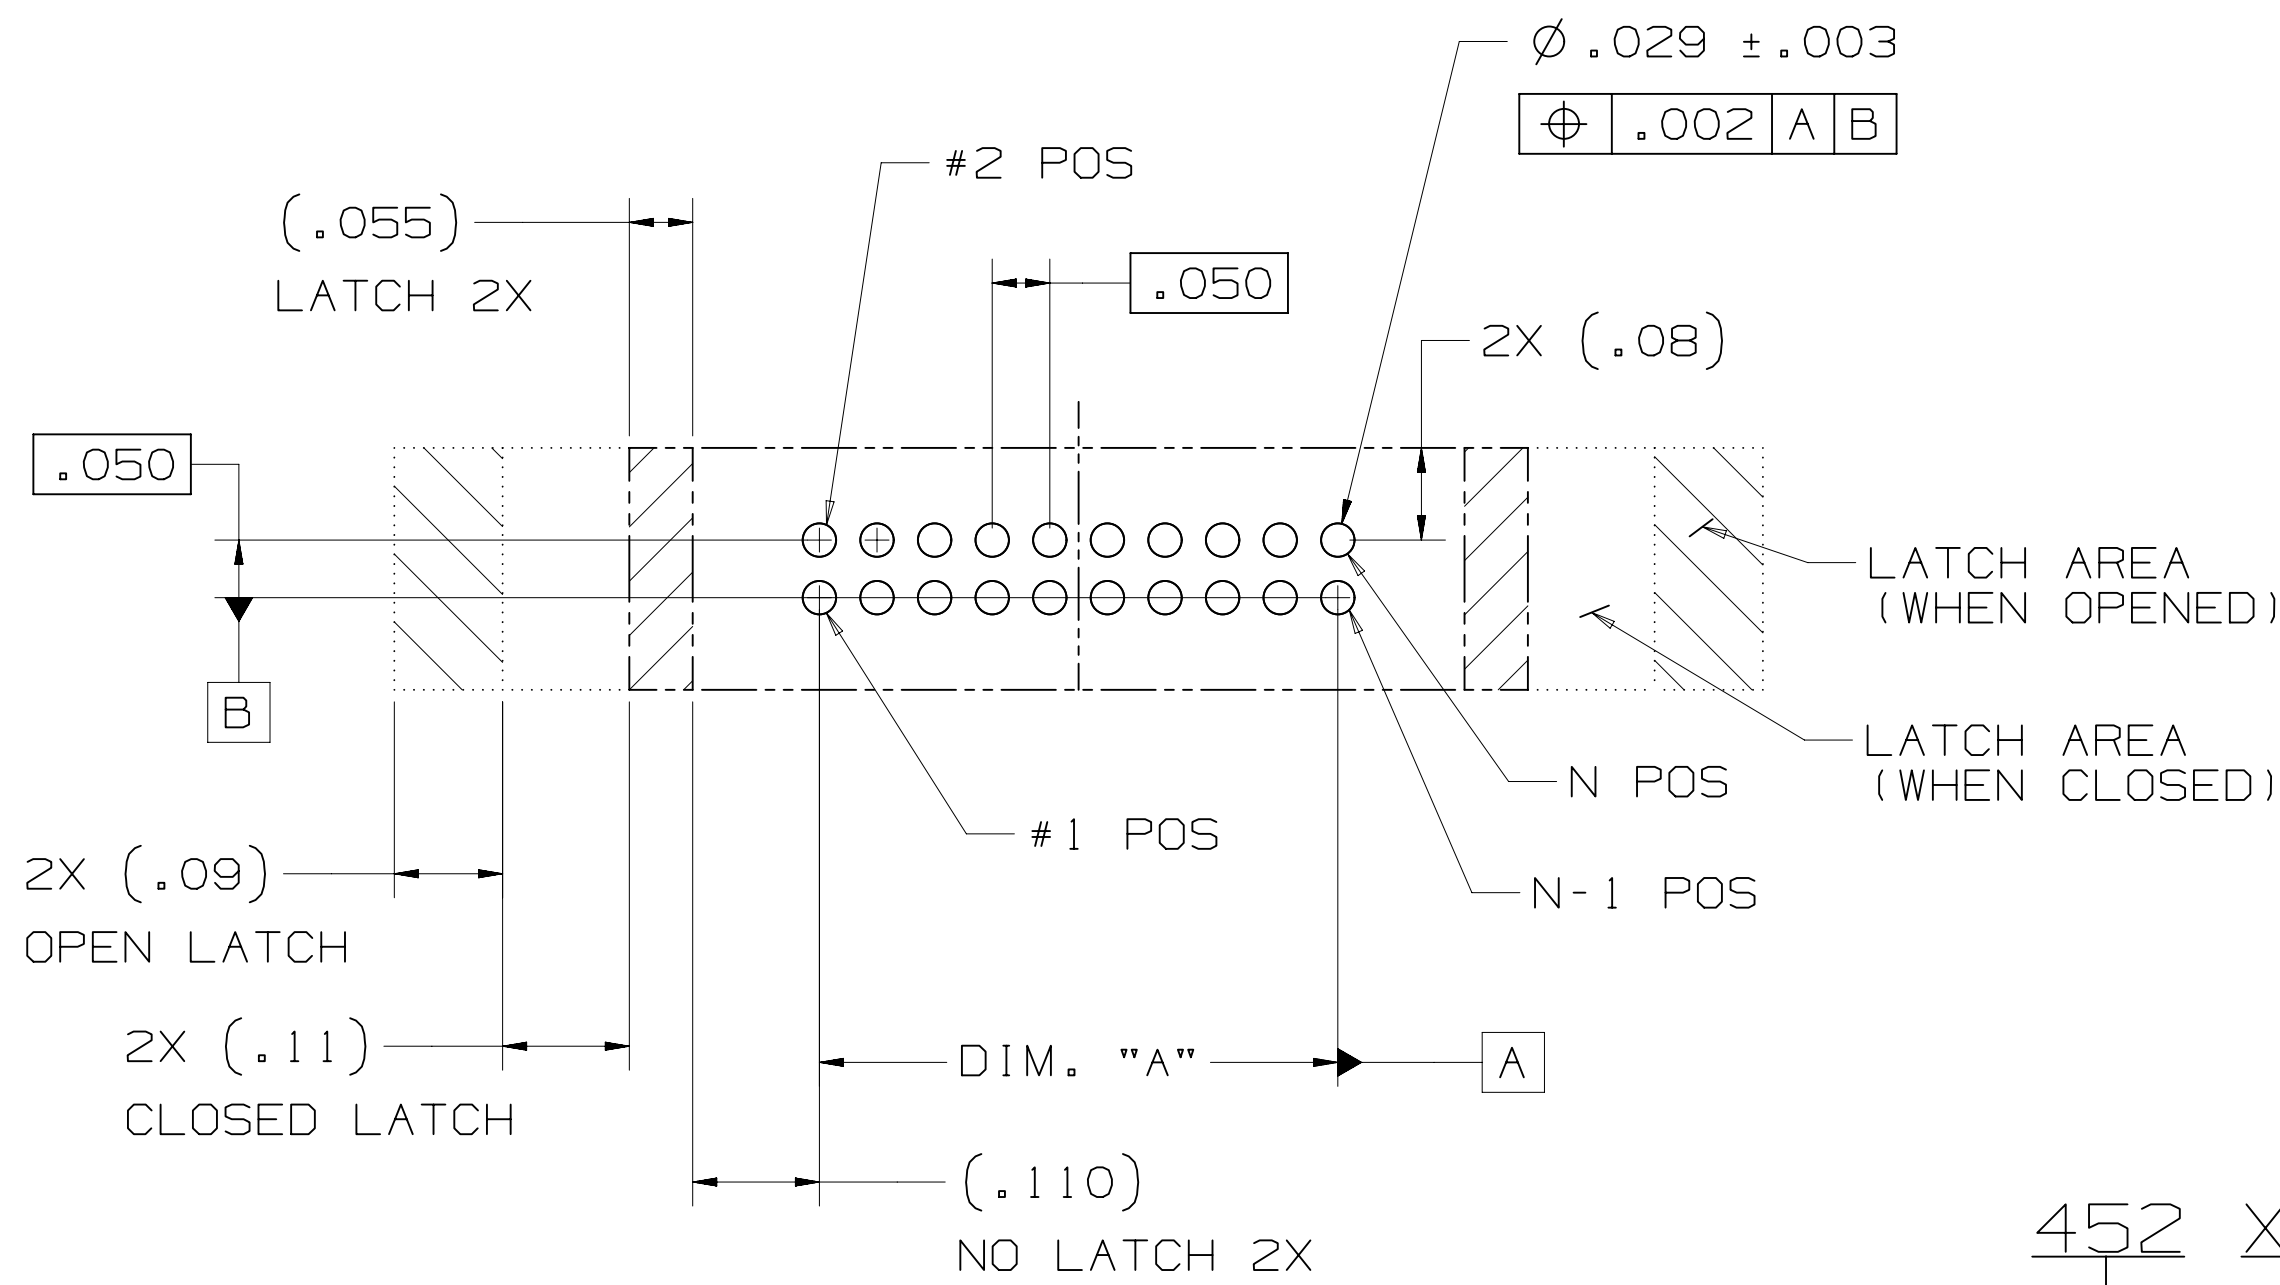 Ø .029 ±.003
⌖ .002 A B
#2 POS
(.055)
LATCH 2X
.050
2X (.08)
.050
LATCH AREA
(WHEN OPENED)
B
LATCH AREA
(WHEN CLOSED)
N POS
#1 POS
2X (.09)
OPEN LATCH
N-1 POS
2X (.11)
CLOSED LATCH
DIM. "A"
A
(.110)
NO LATCH 2X
452 X